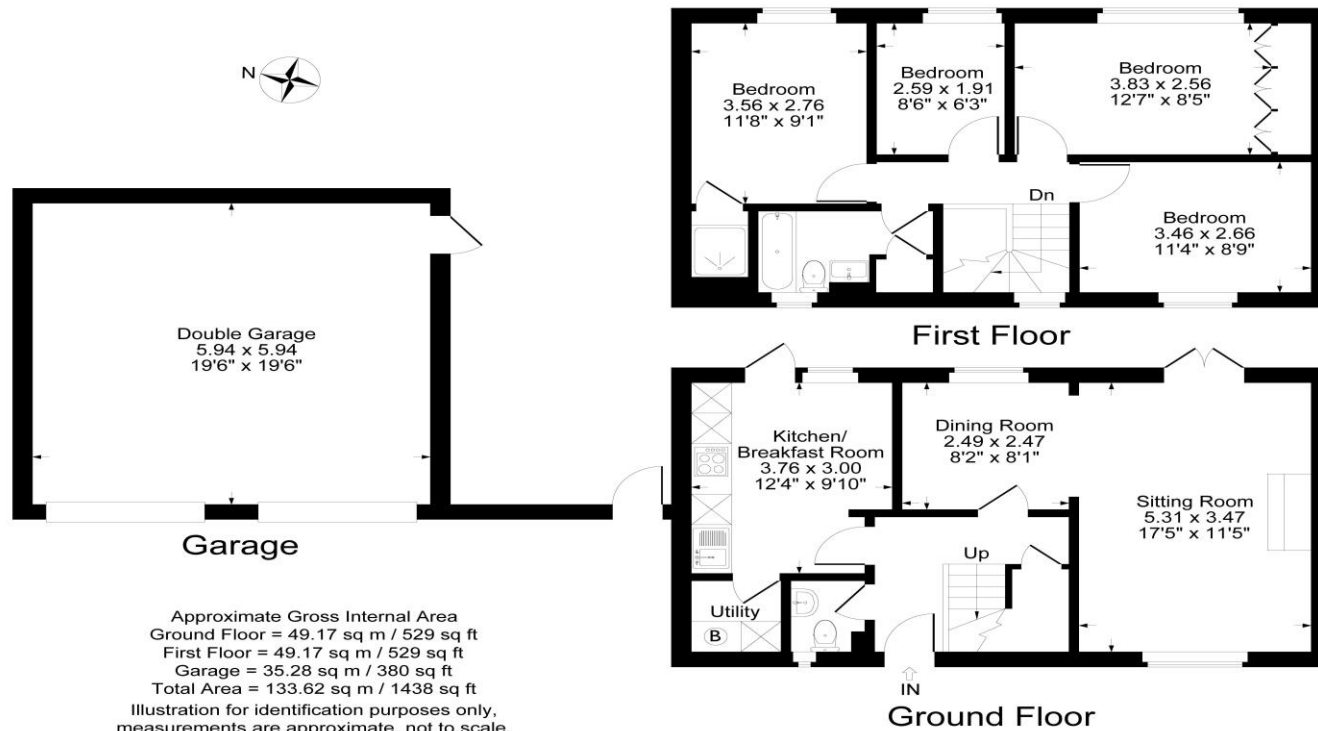 N
Bedroom
3.56 x 2.76
11'8" x 9'1"
Bedroom
2.59 x 1.91
8'6" x 6'3"
Bedroom
3.83 x 2.56
12'7" x 8'5"
Dn
Bedroom
3.46 x 2.66
11'4" x 8'9"
First Floor
Double Garage
5.94 x 5.94
19'6" x 19'6"
Garage
Kitchen/
Breakfast Room
3.76 x 3.00
12'4" x 9'10"
Dining Room
2.49 x 2.47
8'2" x 8'1"
Sitting Room
5.31 x 3.47
17'5" x 11'5"
Up
Utility
B
IN
Ground Floor
Approximate Gross Internal Area
Ground Floor = 49.17 sq m / 529 sq ft
First Floor = 49.17 sq m / 529 sq ft
Garage = 35.28 sq m / 380 sq ft
Total Area = 133.62 sq m / 1438 sq ft
Illustration for identification purposes only,
measurements are approximate, not to scale